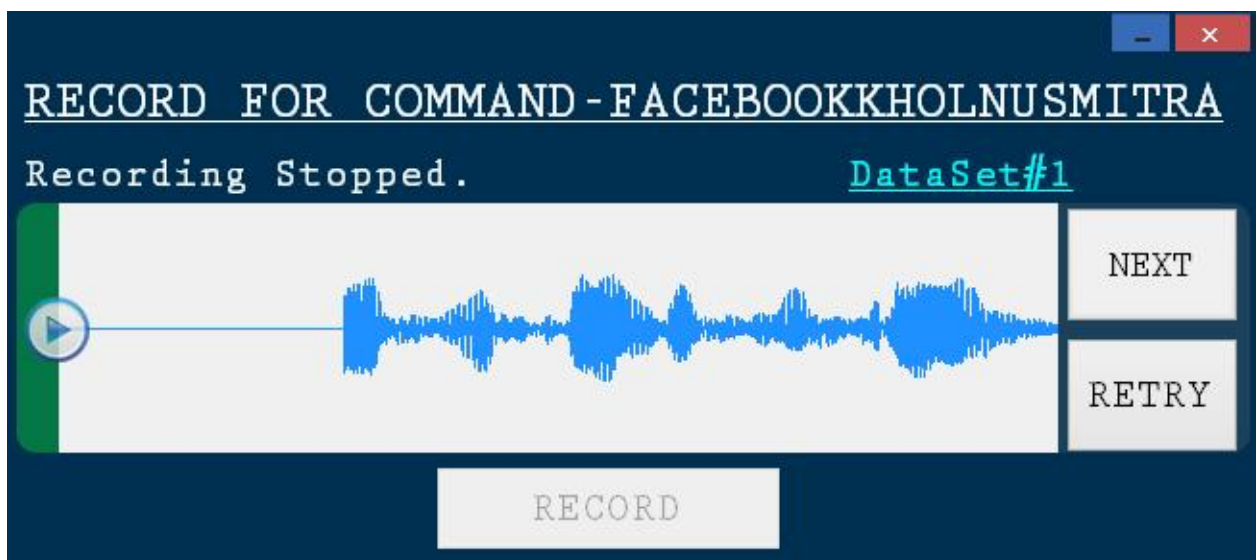 RECORD FOR COMMAND-FACEBOOKKHOLNUSMITRA
Recording Stopped. DataSet#1
NEXT
RETRY
RECORD